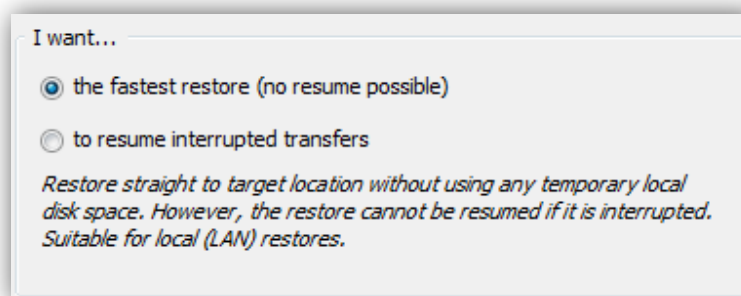 I want...
the fastest restore (no resume possible)
to resume interrupted transfers
Restore straight to target location without using any temporary local
disk space. However, the restore cannot be resumed if it is interrupted.
Suitable for local (LAN) restores.